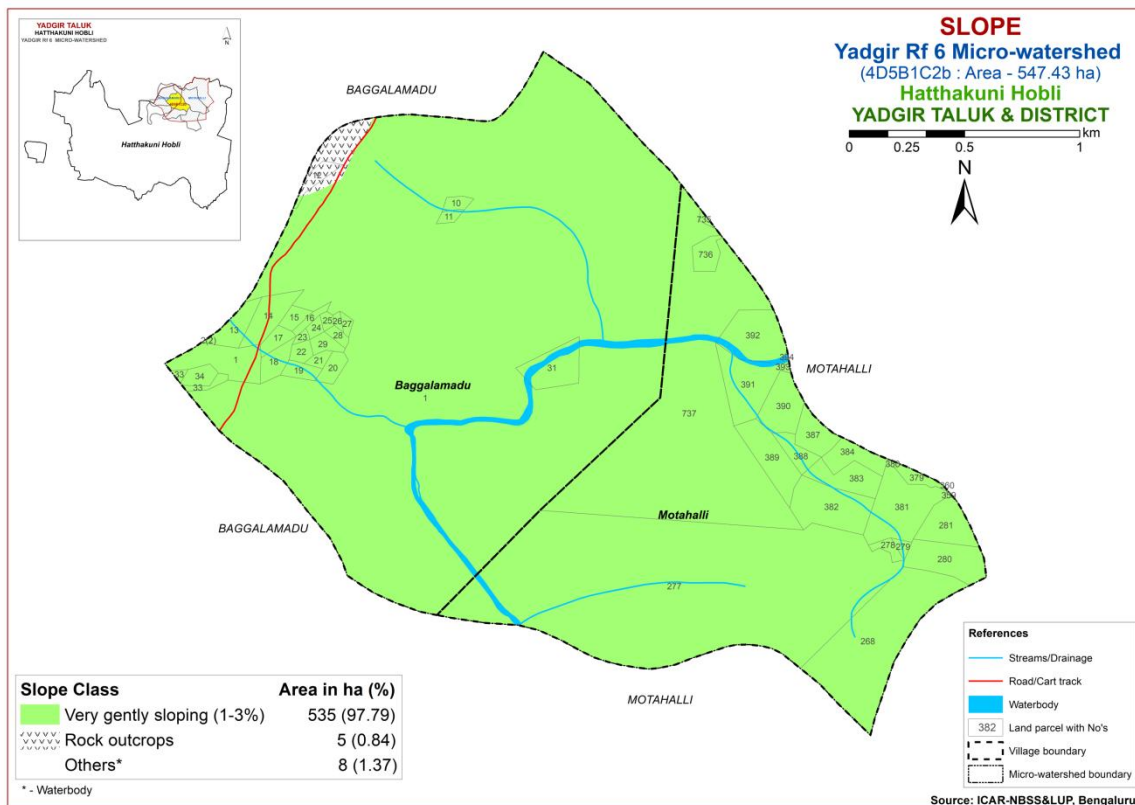 YADGIR TALUK
HATTHAKUNI HOBLI
YADGIR Rf 6 MICRO-WATERSHED
N
Hatthakuni Hobli
SLOPE
Yadgir Rf 6 Micro-watershed
(4D5B1C2b : Area - 547.43 ha)
Hatthakuni Hobli
YADGIR TALUK & DISTRICT
km
0 0.25 0.5 1
N
BAGGALAMADU
12
10
11
735
736
14
13
15 16 25 26 27
24
17 23 28
22 29
1 18 21
19 20
33 34
33
31
392
394
393
MOTAHALLI
391
Baggalamadu
1
390
737
387
389 388 384
380
383 379
360
359
382 381
281
Motahalli
278 279
280
BAGGALAMADU
277
268
MOTAHALLI
Slope Class Area in ha (%)
Very gently sloping (1-3%) 535 (97.79)
Rock outcrops 5 (0.84)
Others* 8 (1.37)
* - Waterbody
References
Streams/Drainage
Road/Cart track
Waterbody
382 Land parcel with No's
Village boundary
Micro-watershed boundary
Source: ICAR-NBSS&LUP, Bengaluru